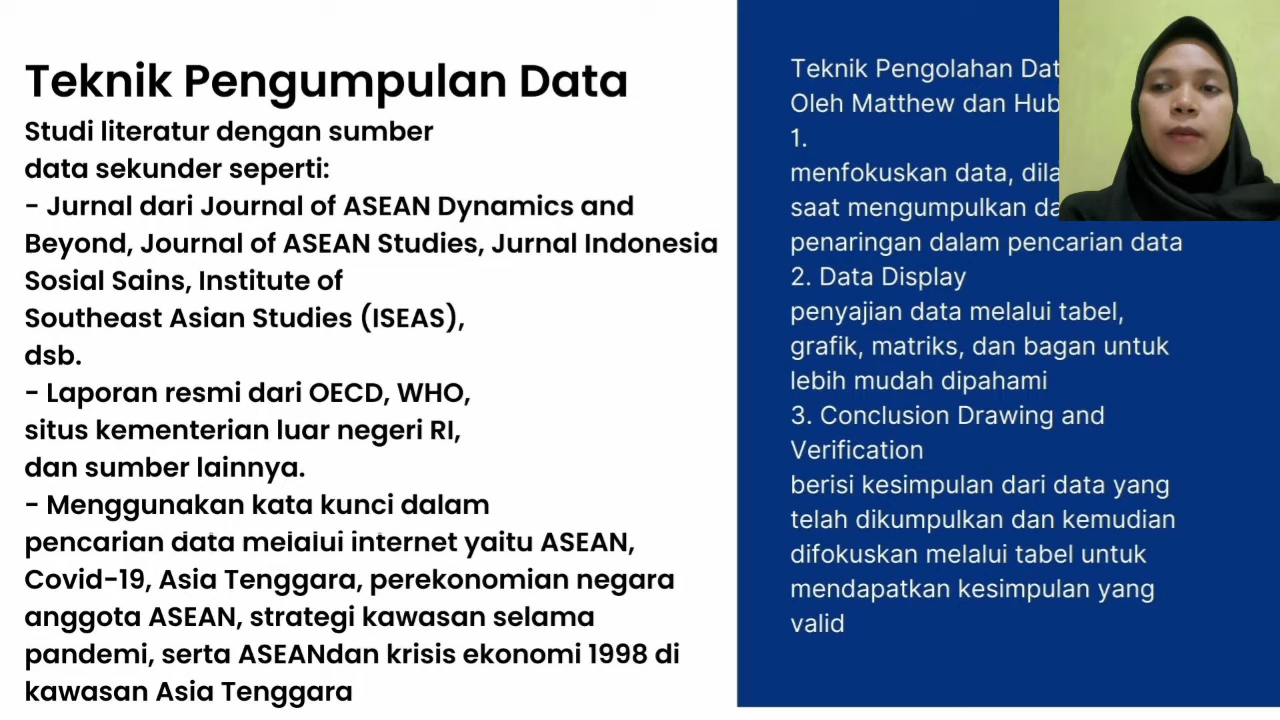 Teknik Pengumpulan Data
Studi literatur dengan sumber
data sekunder seperti:
- Jurnal dari Journal of ASEAN Dynamics and
Beyond, Journal of ASEAN Studies, Jurnal Indonesia
Sosial Sains, Institute of
Southeast Asian Studies (ISEAS),
dsb.
- Laporan resmi dari OECD, WHO,
situs kementerian luar negeri RI,
dan sumber lainnya.
- Menggunakan kata kunci dalam
pencarian data melalui internet yaitu ASEAN,
Covid-19, Asia Tenggara, perekonomian negara
anggota ASEAN, strategi kawasan selama
pandemi, serta ASEANdan krisis ekonomi 1998 di
kawasan Asia Tenggara
Teknik Pengolahan
Oleh Matthew dan
1.
menfokuskan data,
saat mengumpulkan
penaringan dalam pencarian data
2. Data Display
penyajian data melalui tabel,
grafik, matriks, dan bagan untuk
lebih mudah dipahami
3. Conclusion Drawing and
Verification
berisi kesimpulan dari data yang
telah dikumpulkan dan kemudian
difokuskan melalui tabel untuk
mendapatkan kesimpulan yang
valid